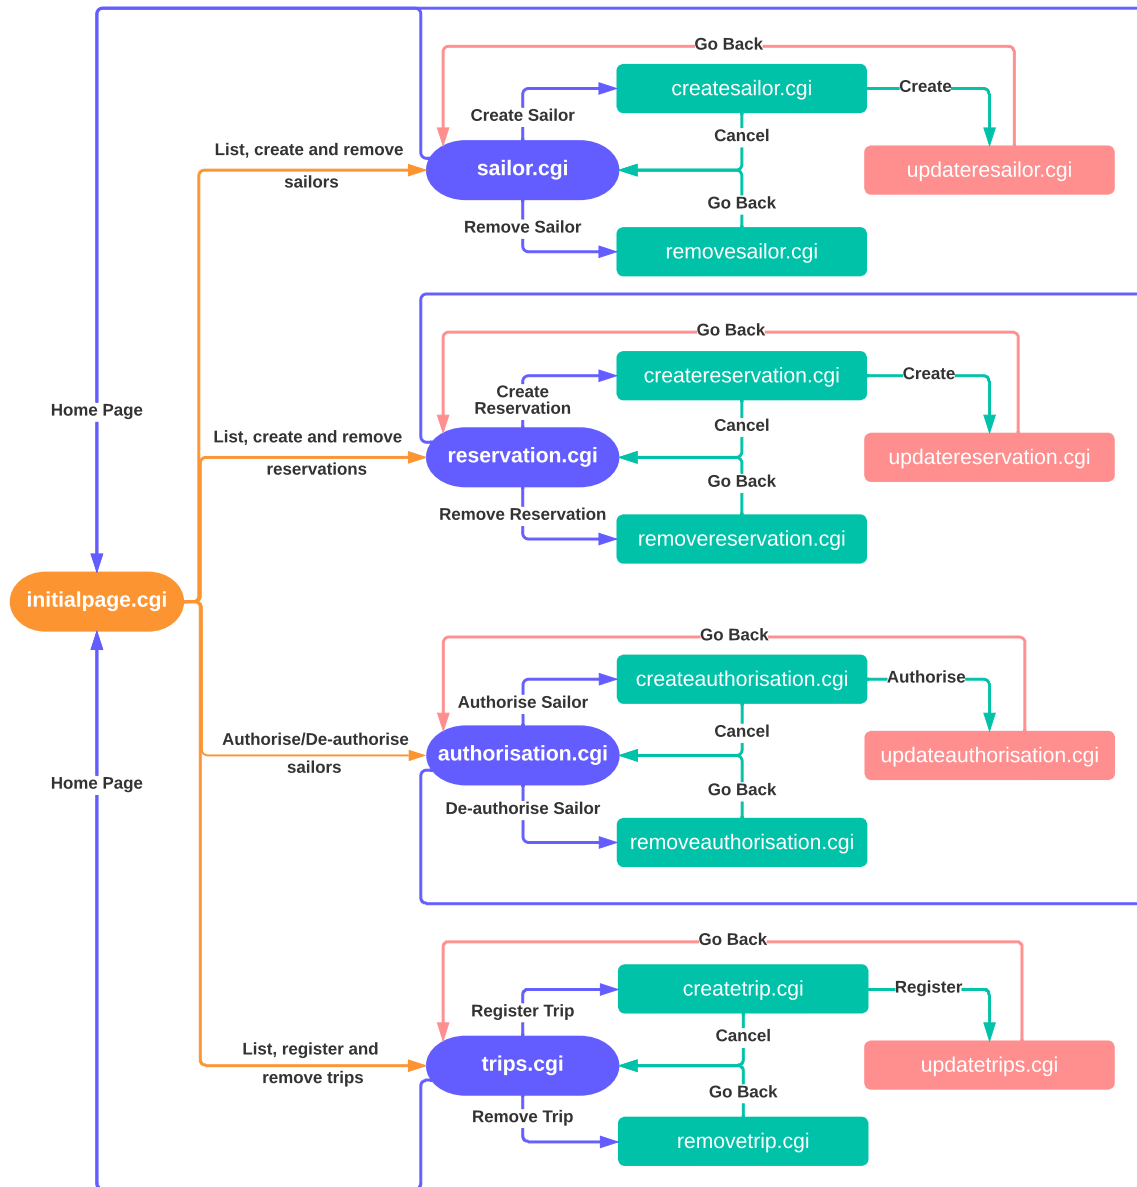 Go Back
createsailor.cgi
Create
Create Sailor
Cancel
List, create and remove
sailors
sailor.cgi
updateresailor.cgi
Go Back
Remove Sailor
removesailor.cgi
Go Back
createreservation.cgi
Create
Create
Reservation
Home Page
Cancel
List, create and remove
reservations
reservation.cgi
updatereservation.cgi
Go Back
Remove Reservation
removereservation.cgi
initialpage.cgi
Go Back
createauthorisation.cgi
Authorise
Authorise Sailor
Cancel
Authorise/De-authorise
sailors
authorisation.cgi
updateauthorisation.cgi
Home Page
Go Back
De-authorise Sailor
removeauthorisation.cgi
Go Back
createtrip.cgi
Register
Register Trip
Cancel
List, register and
remove trips
trips.cgi
updatetrips.cgi
Go Back
Remove Trip
removetrip.cgi